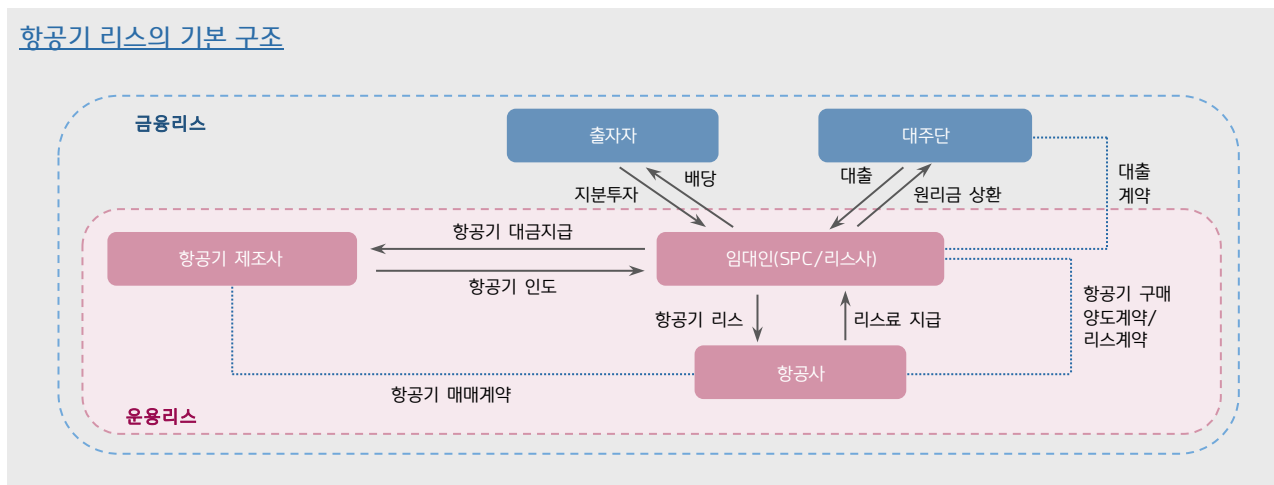 항공기 리스의 기본 구조
금융리스
출자자
대주단
지분투자
배당
대출
원리금 상환
대출
계약
항공기 제조사
항공기 대금지급
항공기 인도
임대인(SPC/리스사)
항공기 리스
리스료 지급
항공기 구매
양도계약/
리스계약
항공사
항공기 매매계약
운용리스